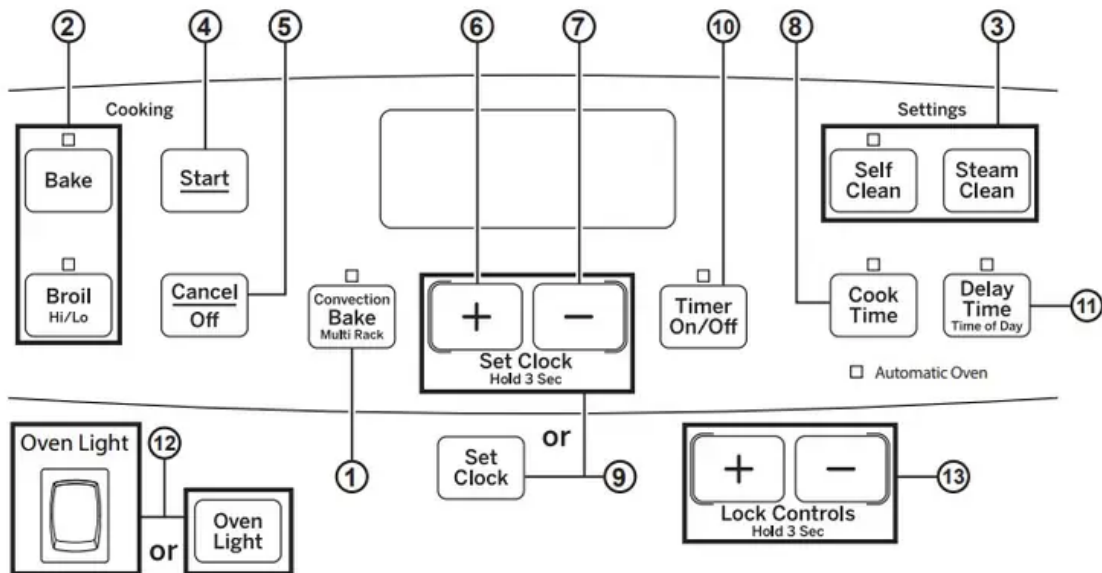 2
4
5
6
7
10
8
3
Cooking
Settings
Bake
Start
Self
Clean
Steam
Clean
Broil
Hi/Lo
Cancel
Off
Convection
Bake
Multi Rack
+
−
Set Clock
Hold 3 Sec
Timer
On/Off
Cook
Time
Delay
Time
Time of Day
11
Automatic Oven
Oven Light
12
or
Oven
Light
1
Set
Clock
or
9
+
−
Lock Controls
Hold 3 Sec
13